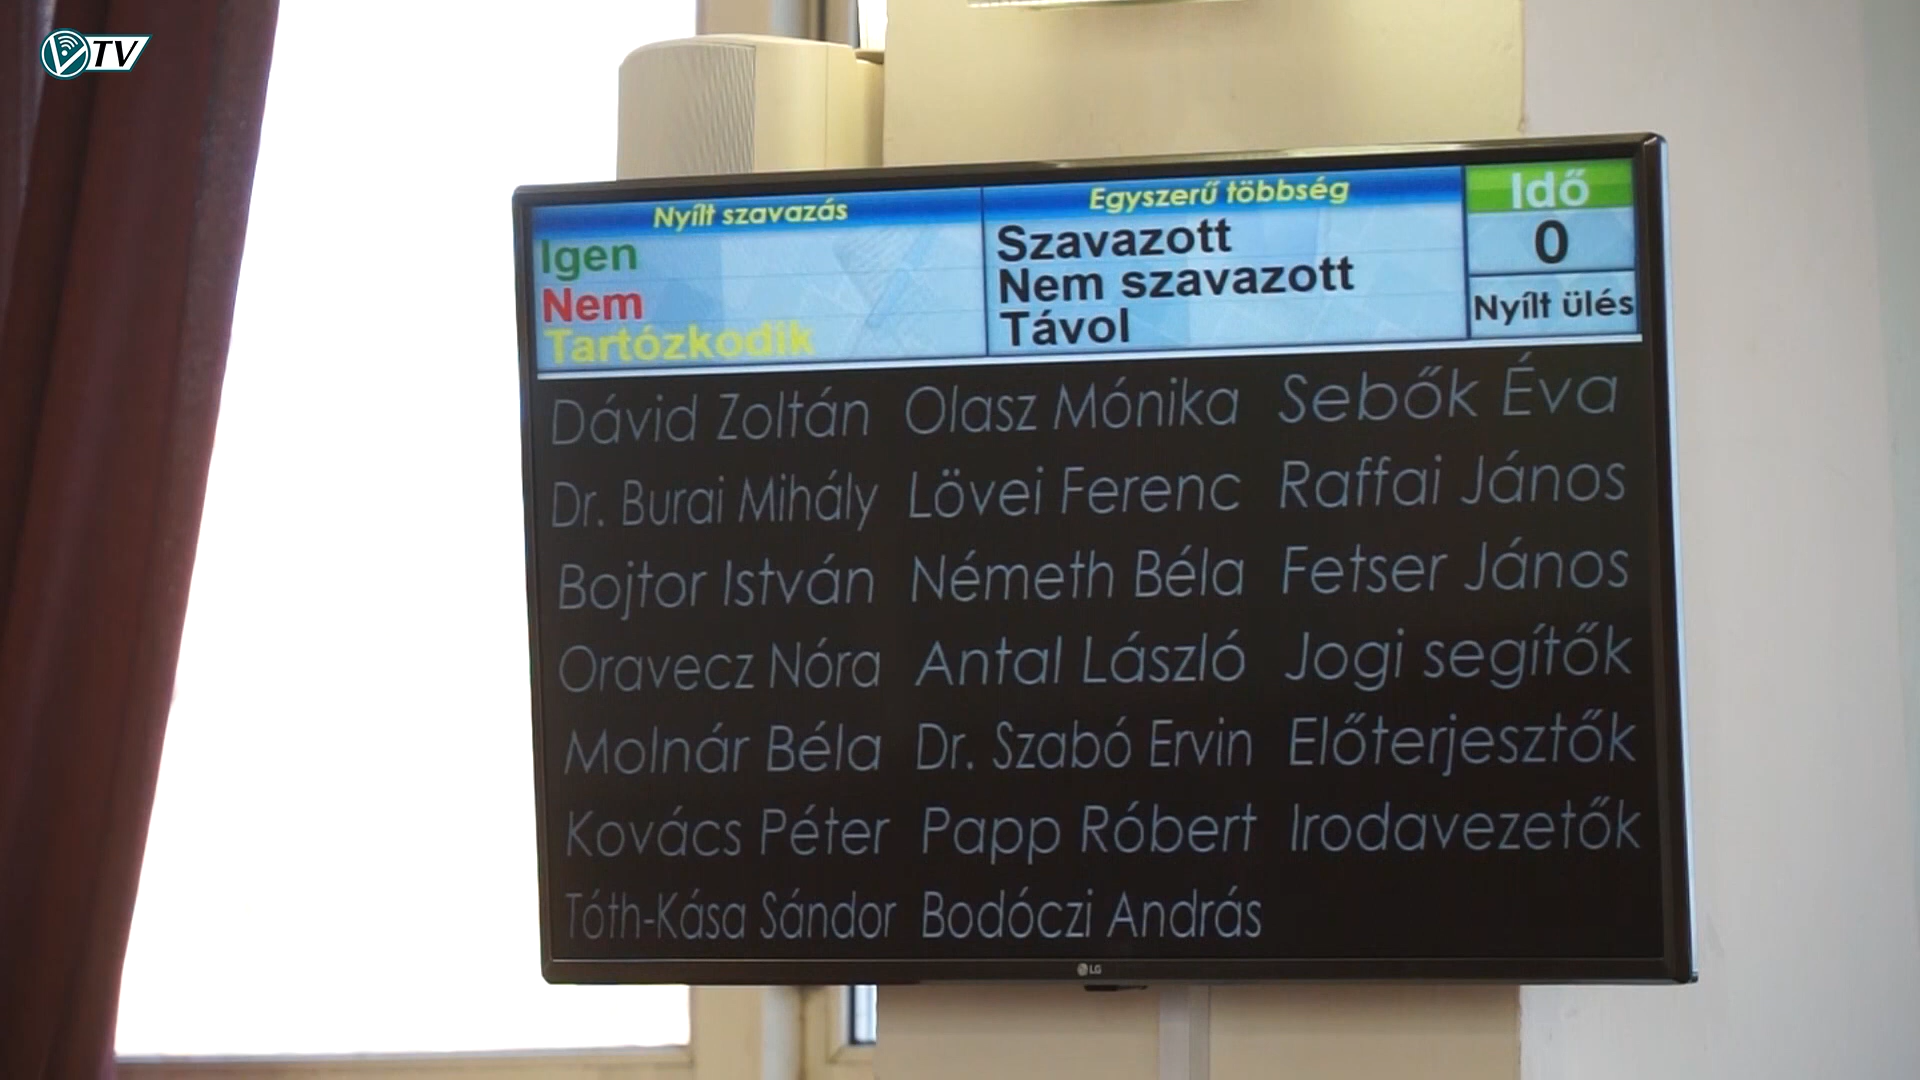 VTV
Nyílt szavazás
Igen
Nem
Tartózkodik
Egyszerű többség
Szavazott
Nem szavazott
Távol
Idő
0
Nyílt ülés
Dávid Zoltán Olasz Mónika Sebők Éva
Dr. Burai Mihály Lövei Ferenc Raffai János
Bojtor István Németh Béla Fetser János
Oravecz Nóra Antal László Jogi segítők
Molnár Béla Dr. Szabó Ervin Előterjesztők
Kovács Péter Papp Róbert Irodavezetők
Tóth-Kása Sándor Bodóczi András
LG